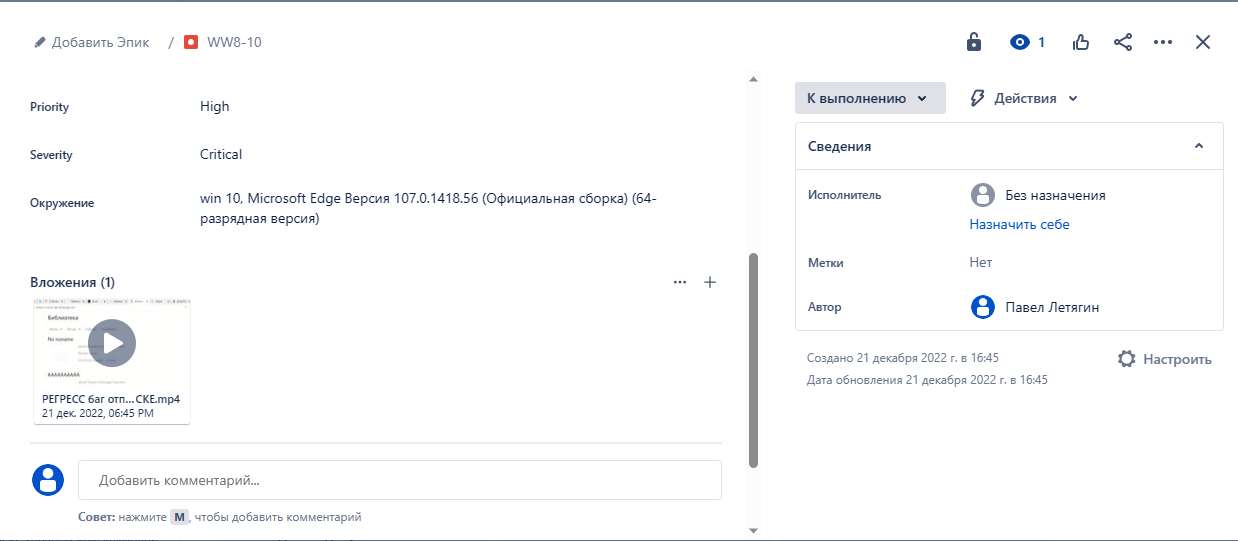 Добавить Эпик / WW8-10
1
Priority High
Severity Critical
Окружение win 10, Microsoft Edge Версия 107.0.1418.56 (Официальная сборка) (64-
разрядная версия)
Вложения (1)
Библиотека
No name
АААААААААА
РЕГРЕСС баг отп... СКЕ.mp4
21 дек. 2022, 06:45 PM
Добавить комментарий...
Совет: нажмите M, чтобы добавить комментарий
К выполнению
Действия
Сведения
Исполнитель Без назначения
Назначить себе
Метки Нет
Автор Павел Летягин
Создано 21 декабря 2022 г. в 16:45
Настроить
Дата обновления 21 декабря 2022 г. в 16:45